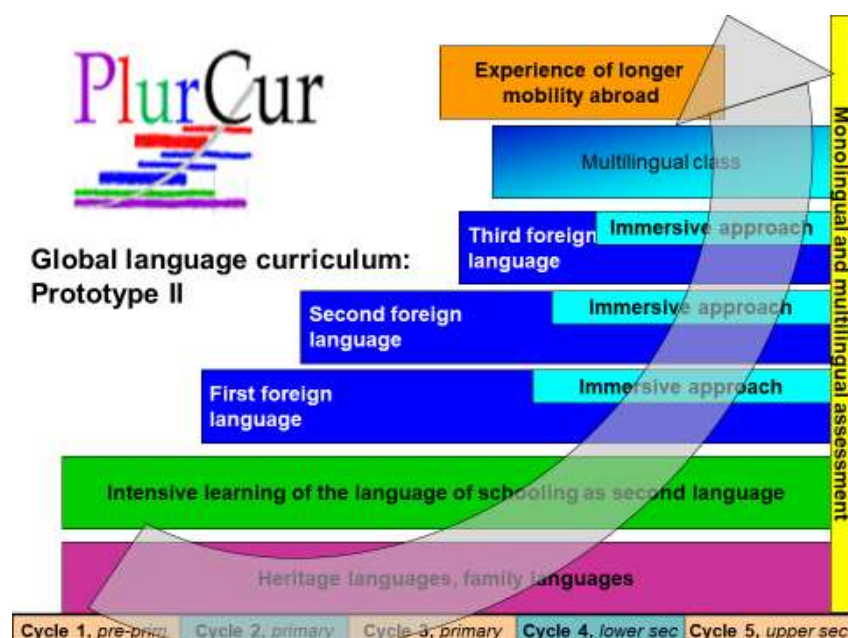 PlurCur
Global language curriculum:
Prototype II
Experience of longer
mobility abroad
Multilingual class
Third foreign
language
Immersive approach
Second foreign
language
Immersive approach
First foreign
language
Immersive approach
Intensive learning of the language of schooling as second language
Heritage languages, family languages
Monolingual and multilingual assessment
Cycle 1, pre-prim.
Cycle 2, primary
Cycle 3, primary
Cycle 4, lower sec
Cycle 5, upper sec